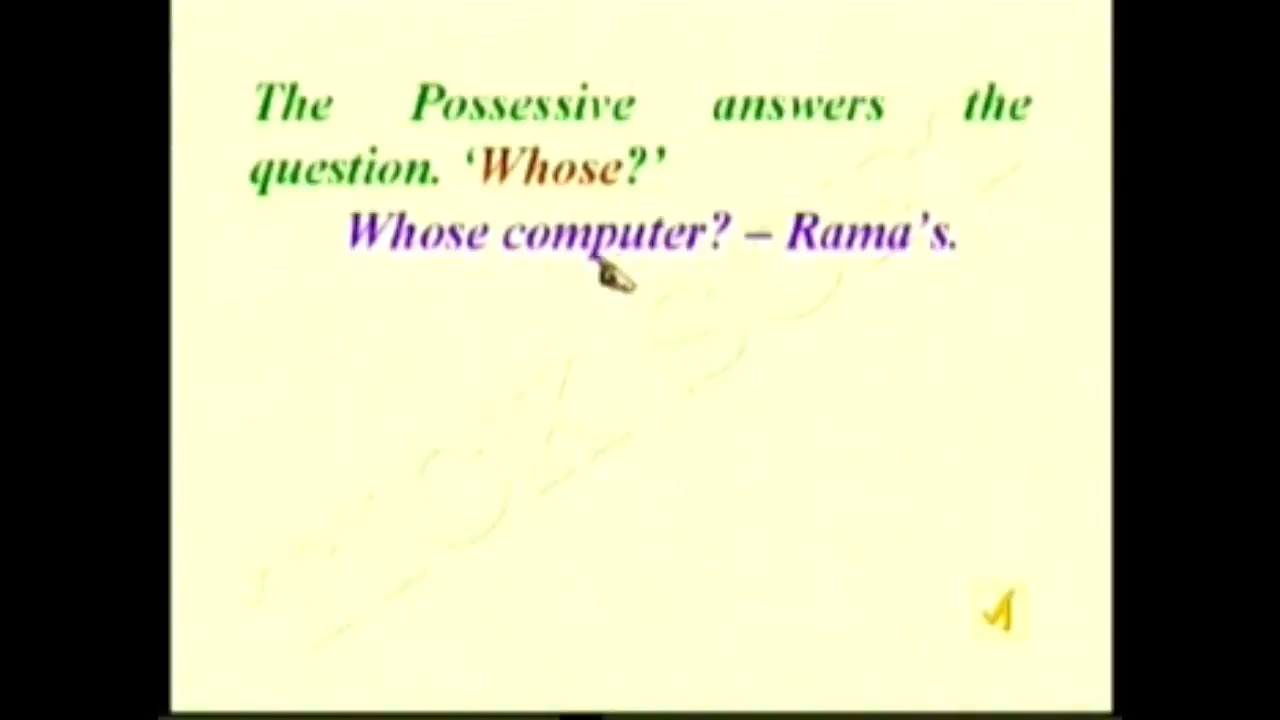 The Possessive answers the
question. ‘Whose?’
Whose computer? – Rama’s.